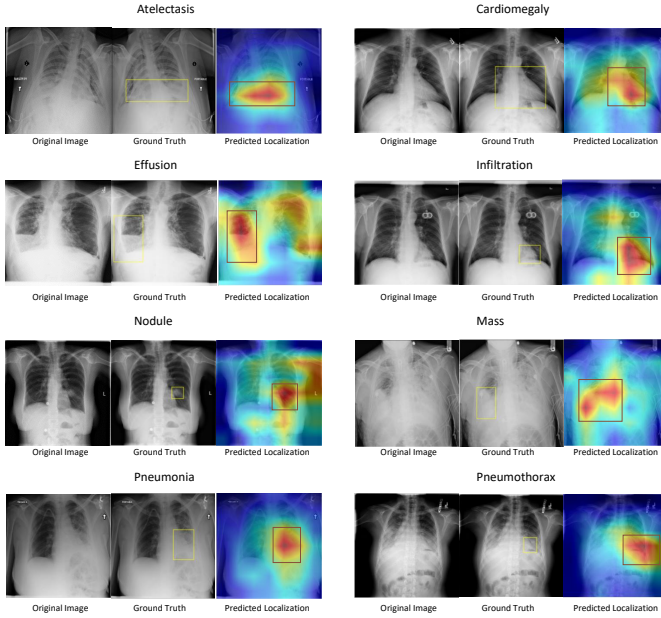 Atelectasis
Cardiomegaly
Original Image Ground Truth Predicted Localization
Original Image Ground Truth Predicted Localization
Effusion
Infiltration
Original Image Ground Truth Predicted Localization
Original Image Ground Truth Predicted Localization
Nodule
Mass
L
L
Original Image Ground Truth Predicted Localization
Original Image Ground Truth Predicted Localization
Pneumonia
Pneumothorax
Original Image Ground Truth Predicted Localization
Original Image Ground Truth Predicted Localization